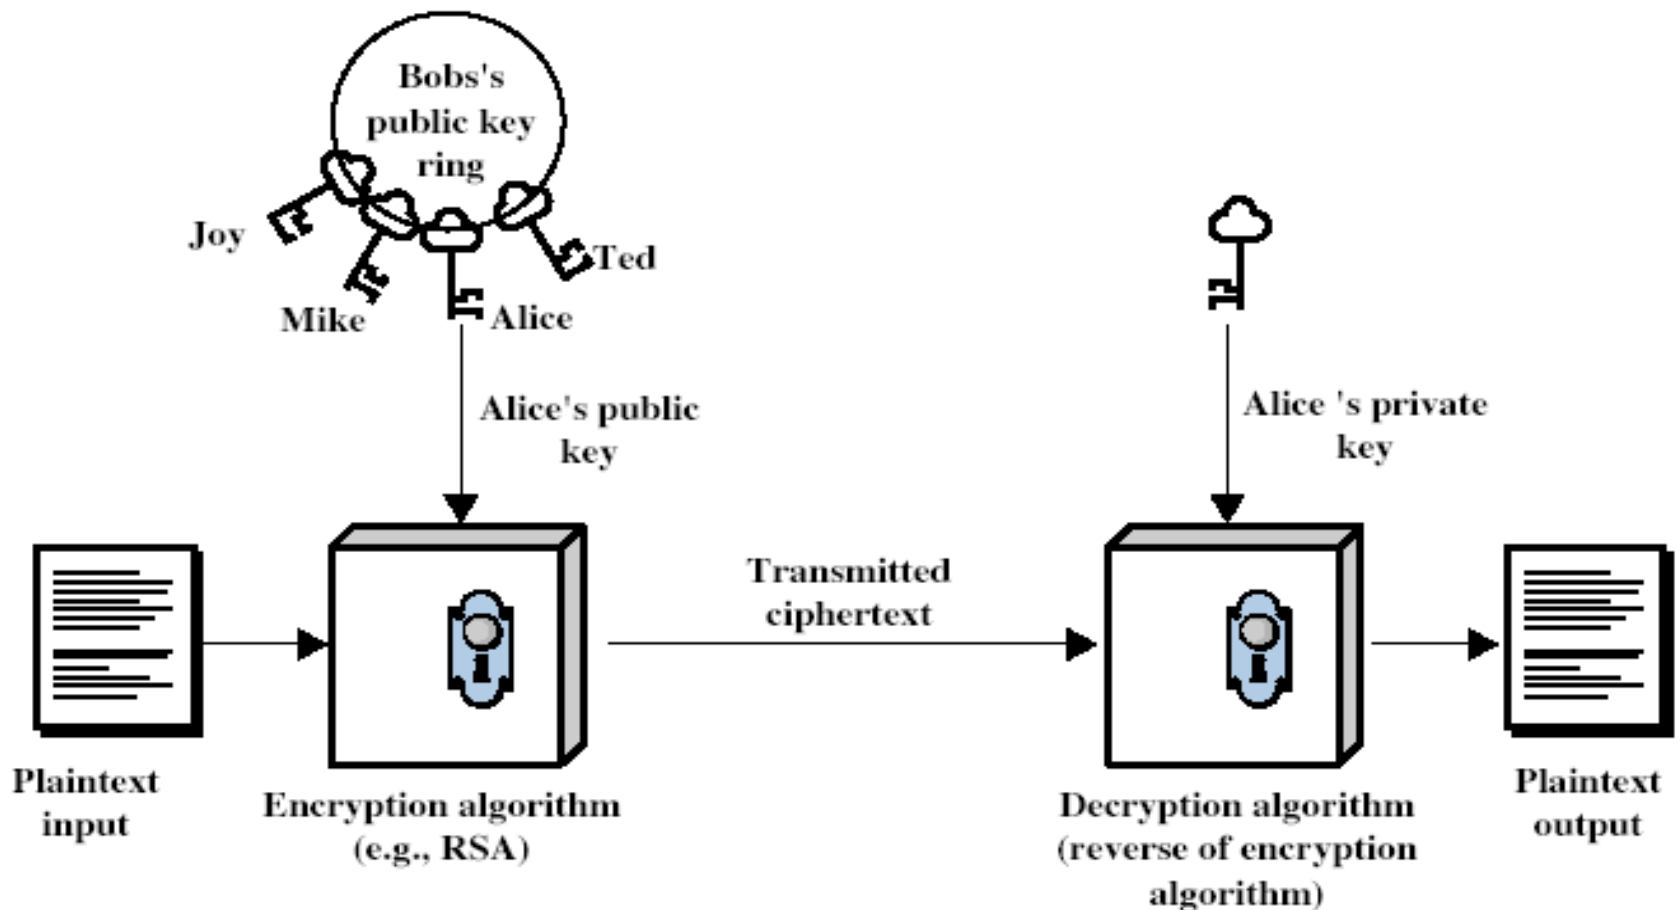 Bobs's
public key
ring
Joy
Ted
Mike
Alice
Alice's public
key
Alice 's private
key
Transmitted
ciphertext
Plaintext
input
Encryption algorithm
(e.g., RSA)
Decryption algorithm
(reverse of encryption
algorithm)
Plaintext
output